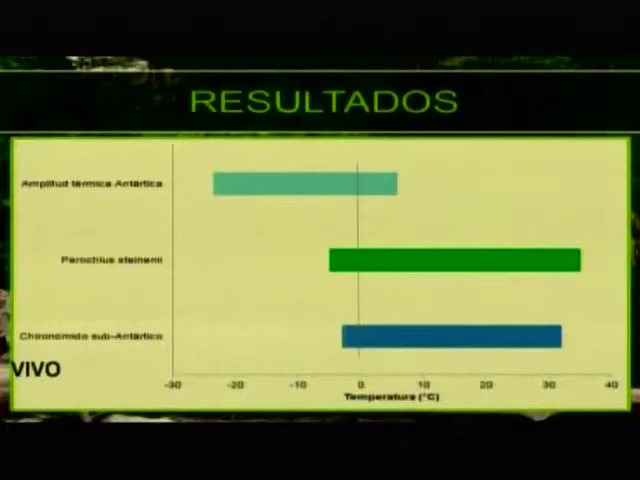 RESULTADOS
Amplitud térmica Antártica
Parochlus steinenii
Chironómido sub-Antártico
VIVO
-30 -20 -10 0 10 20 30 40
Temperatura (°C)